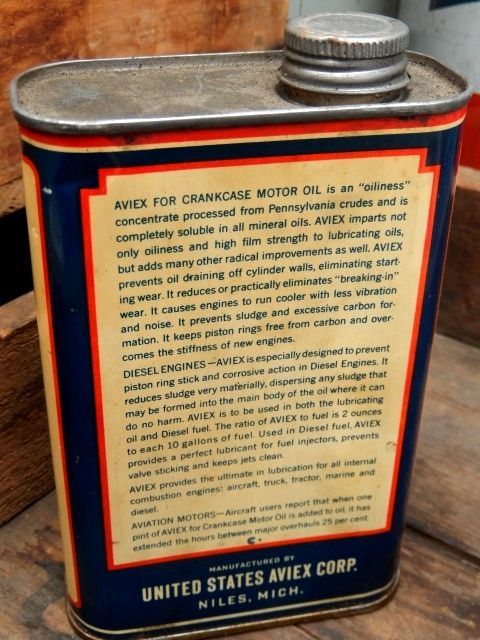 AVIEX FOR CRANKCASE MOTOR OIL is an "oiliness"
concentrate processed from Pennsylvania crudes and is
completely soluble in all mineral oils. AVIEX imparts not
only oiliness and high film strength to lubricating oils,
but adds many other radical improvements as well. AVIEX
prevents oil draining off cylinder walls, eliminating start-
ing wear. It reduces or practically eliminates "breaking-in"
wear. It causes engines to run cooler with less vibration
and noise. It prevents sludge and excessive carbon for-
mation. It keeps piston rings free from carbon and over-
comes the stiffness of new engines.
DIESEL ENGINES—AVIEX is especially designed to prevent
piston ring stick and corrosive action in Diesel Engines. It
reduces sludge very materially, dispersing any sludge that
may be formed into the main body of the oil where it can
do no harm. AVIEX is to be used in both the lubricating
oil and Diesel fuel. The ratio of AVIEX to fuel is 2 ounces
to each 10 gallons of fuel. Used in Diesel fuel, AVIEX
provides a perfect lubricant for fuel injectors, prevents
valve sticking and keeps jets clean.
AVIEX provides the ultimate in lubrication for all internal
combustion engines: aircraft, truck, tractor, marine and
diesel.
AVIATION MOTORS—Aircraft users report that when one
pint of AVIEX for Crankcase Motor Oil is added to oil, it has
extended the hours between major overhauls 25 per cent.
MANUFACTURED BY
UNITED STATES AVIEX CORP.
NILES, MICH.